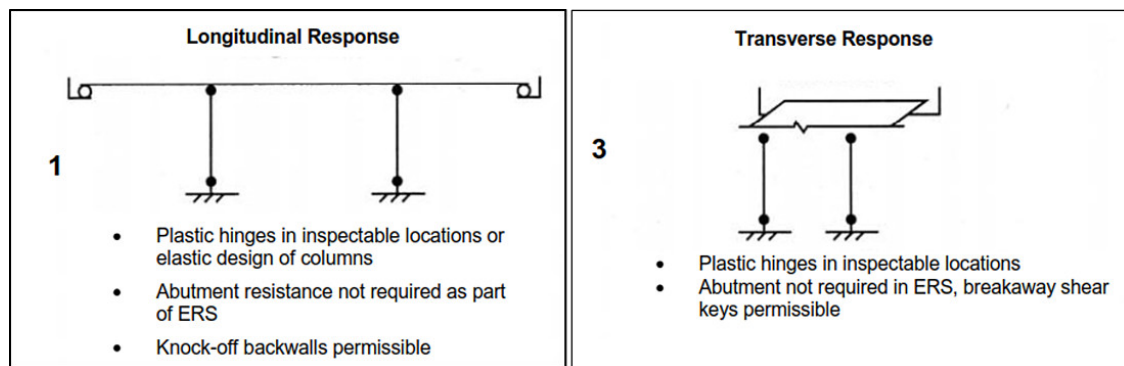 Longitudinal Response
1
• Plastic hinges in inspectable locations or
elastic design of columns
• Abutment resistance not required as part
of ERS
• Knock-off backwalls permissible
Transverse Response
3
• Plastic hinges in inspectable locations
• Abutment not required in ERS, breakaway shear
keys permissible